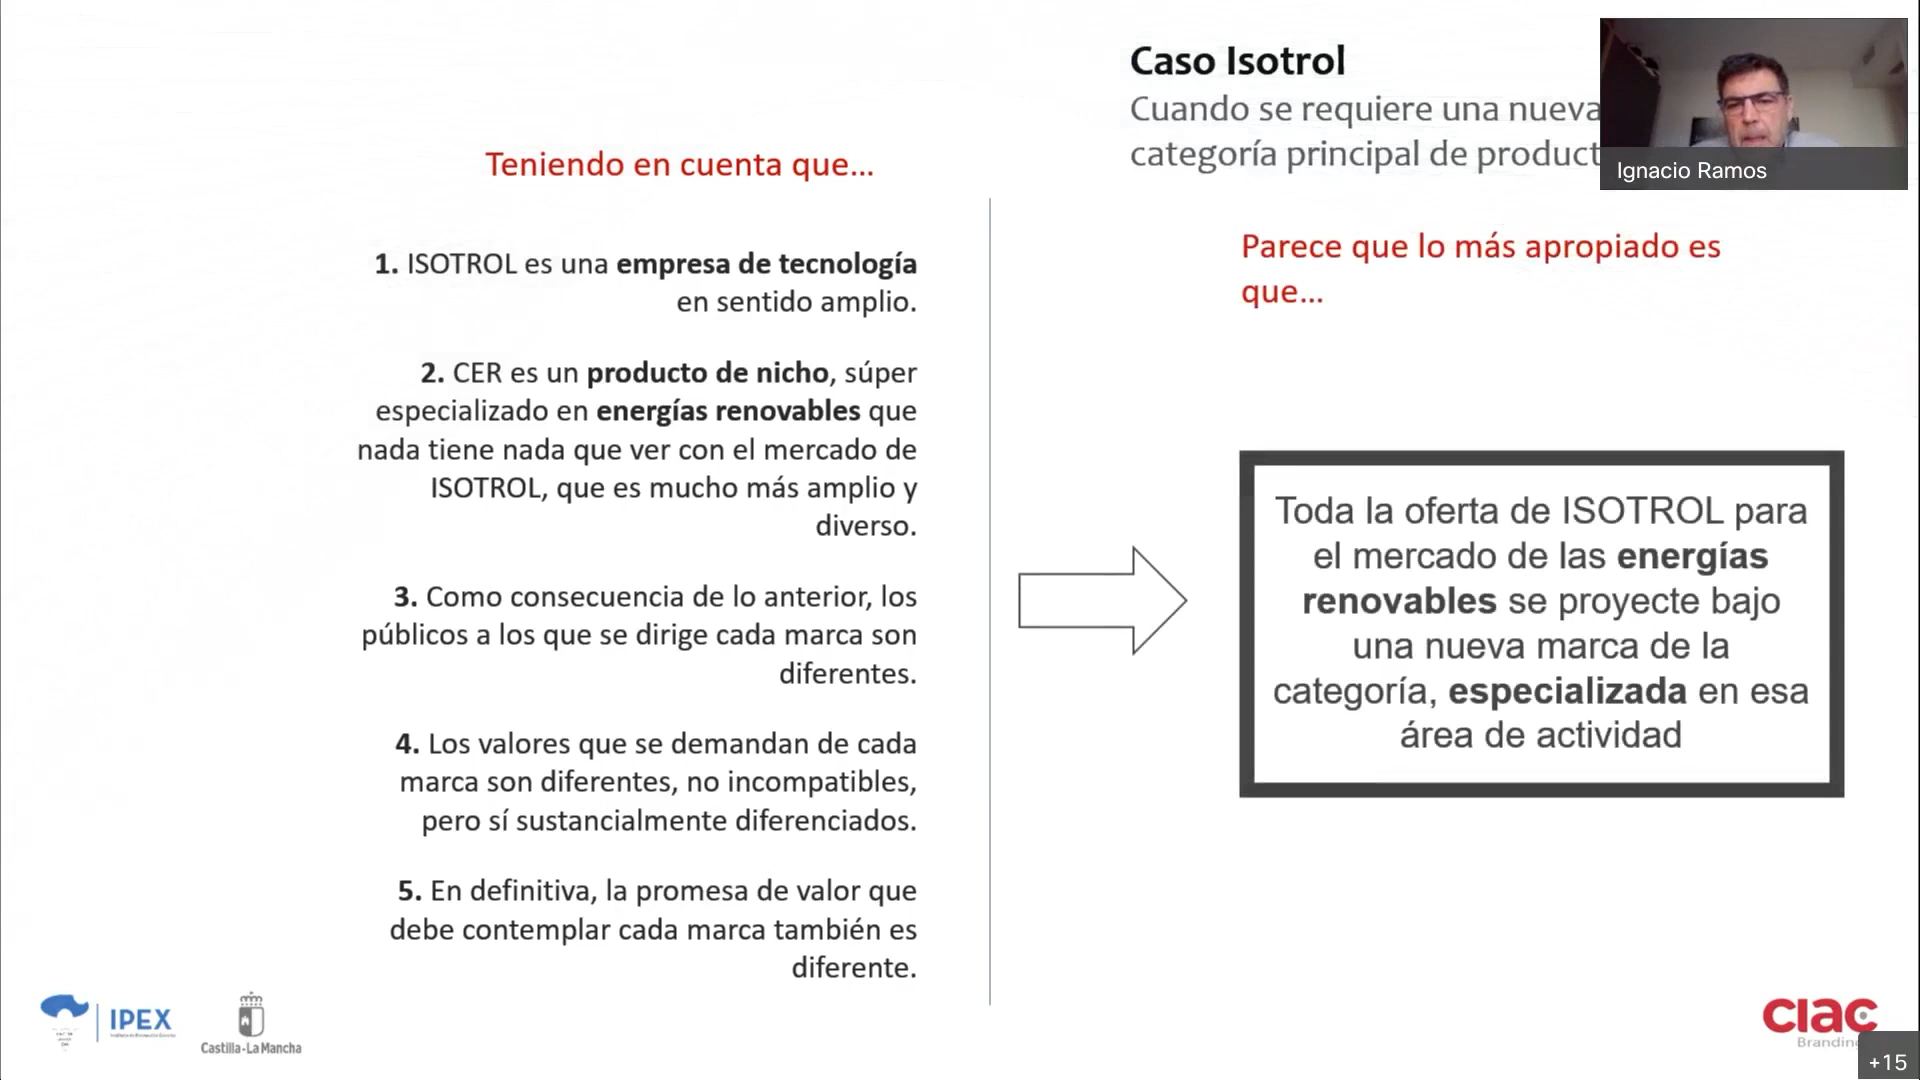 Caso Isotrol
Cuando se requiere una nueva
categoría principal de product
Ignacio Ramos
Teniendo en cuenta que...
1. ISOTROL es una empresa de tecnología
en sentido amplio.
2. CER es un producto de nicho, súper
especializado en energías renovables que
nada tiene nada que ver con el mercado de
ISOTROL, que es mucho más amplio y
diverso.
3. Como consecuencia de lo anterior, los
públicos a los que se dirige cada marca son
diferentes.
4. Los valores que se demandan de cada
marca son diferentes, no incompatibles,
pero sí sustancialmente diferenciados.
5. En definitiva, la promesa de valor que
debe contemplar cada marca también es
diferente.
Parece que lo más apropiado es
que...
Toda la oferta de ISOTROL para
el mercado de las energías
renovables se proyecte bajo
una nueva marca de la
categoría, especializada en esa
área de actividad
IPEX
Castilla-La Mancha
ciac
Brandin
+15